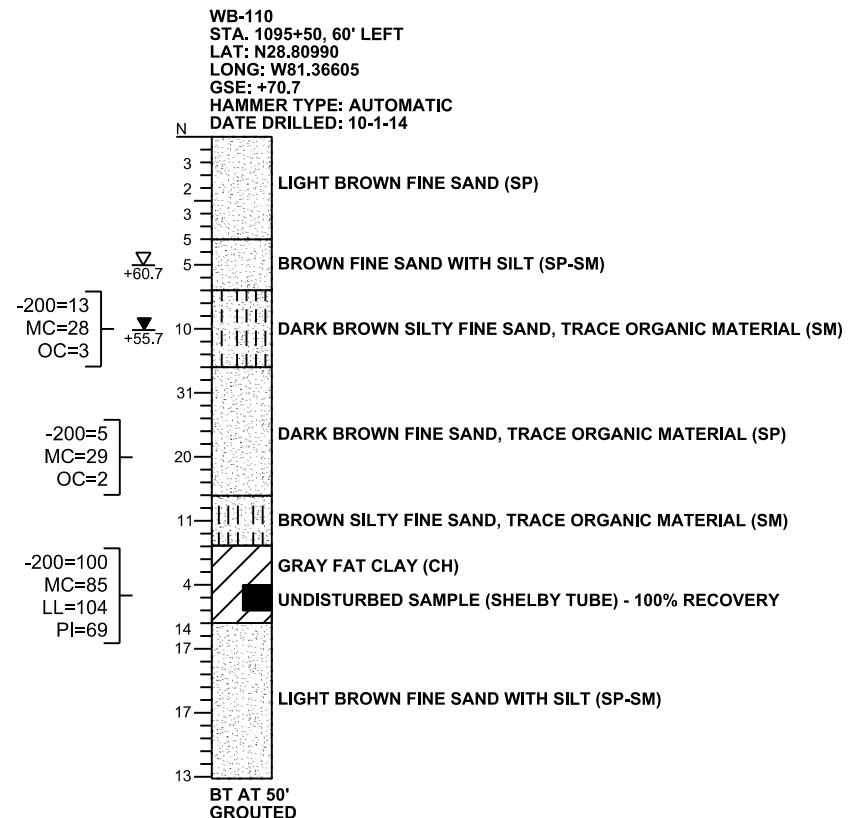 WB-110
STA. 1095+50, 60' LEFT
LAT: N28.80990
LONG: W81.36605
GSE: +70.7
HAMMER TYPE: AUTOMATIC
DATE DRILLED: 10-1-14
N
3
LIGHT BROWN FINE SAND (SP)
2
3
5
5
BROWN FINE SAND WITH SILT (SP-SM)
+60.7
-200=13
MC=28
OC=3
+55.7
10
DARK BROWN SILTY FINE SAND, TRACE ORGANIC MATERIAL (SM)
31
DARK BROWN FINE SAND, TRACE ORGANIC MATERIAL (SP)
-200=5
MC=29
OC=2
20
11
BROWN SILTY FINE SAND, TRACE ORGANIC MATERIAL (SM)
-200=100
MC=85
LL=104
PI=69
GRAY FAT CLAY (CH)
4
UNDISTURBED SAMPLE (SHELBY TUBE) - 100% RECOVERY
14
17
LIGHT BROWN FINE SAND WITH SILT (SP-SM)
17
13
BT AT 50'
GROUTED